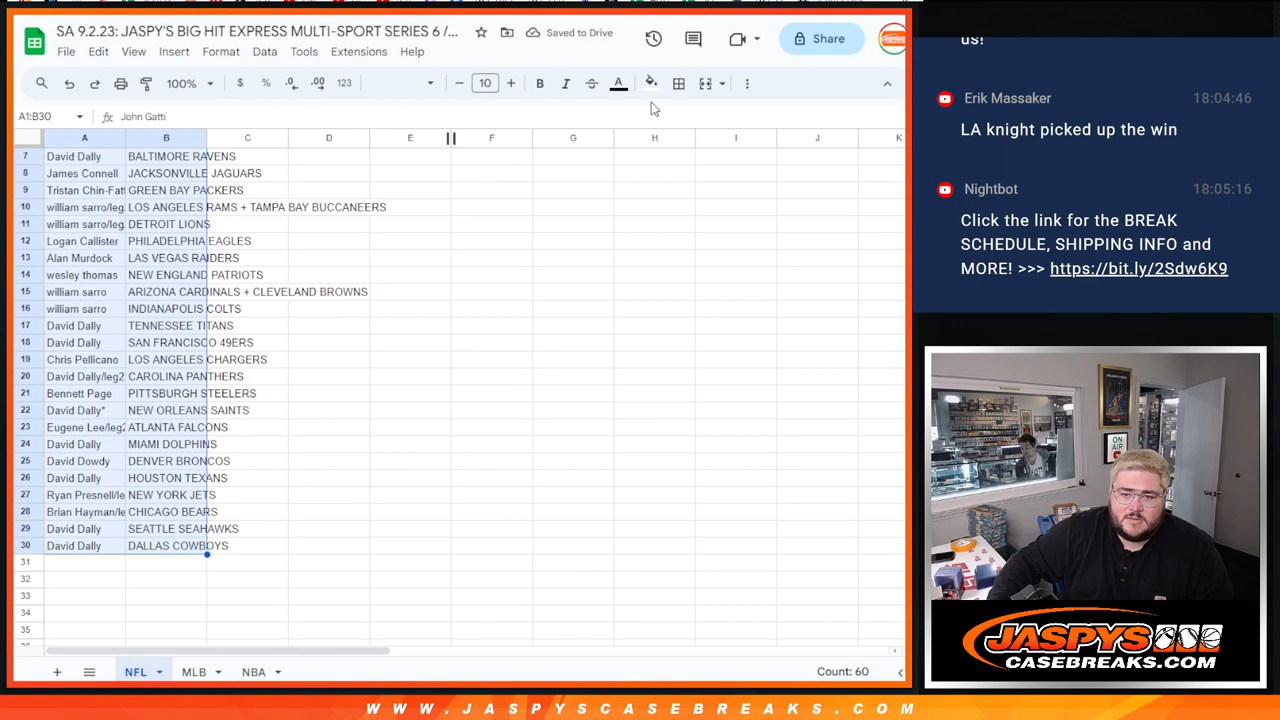 SA 9.2.23: JASPY'S BIG HIT EXPRESS MULTI-SPORT SERIES 6 /...
Saved to Drive
Share
File Edit View Insert Format Data Tools Extensions Help
100% $ % .0 .00 123 10 B I S A
A1:B30 fx John Gatti
A B C D E F G H I J K
7 David Dally BALTIMORE RAVENS
8 James Connell JACKSONVILLE JAGUARS
9 Tristan Chin-Fatt GREEN BAY PACKERS
10 william sarro/leg LOS ANGELES RAMS + TAMPA BAY BUCCANEERS
11 william sarro/leg DETROIT LIONS
12 Logan Callister PHILADELPHIA EAGLES
13 Alan Murdock LAS VEGAS RAIDERS
14 wesley thomas NEW ENGLAND PATRIOTS
15 william sarro ARIZONA CARDINALS + CLEVELAND BROWNS
16 william sarro INDIANAPOLIS COLTS
17 David Dally TENNESSEE TITANS
18 David Dally SAN FRANCISCO 49ERS
19 Chris Pellicano LOS ANGELES CHARGERS
20 David Dally/leg2 CAROLINA PANTHERS
21 Bennett Page PITTSBURGH STEELERS
22 David Dally* NEW ORLEANS SAINTS
23 Eugene Lee/leg2 ATLANTA FALCONS
24 David Dally MIAMI DOLPHINS
25 David Dowdy DENVER BRONCOS
26 David Dally HOUSTON TEXANS
27 Ryan Presnell/le NEW YORK JETS
28 Brian Hayman/le CHICAGO BEARS
29 David Dally SEATTLE SEAHAWKS
30 David Dally DALLAS COWBOYS
31
32
33
34
35
NFL MLB NBA Count: 60
us!
Erik Massaker 18:04:46
LA knight picked up the win
Nightbot 18:05:16
Click the link for the BREAK
SCHEDULE, SHIPPING INFO and
MORE! >>> https://bit.ly/2Sdw6K9
ON
AIR
JASPYS
CASEBREAKS.COM
WWW.JASPYSCASEBREAKS.COM